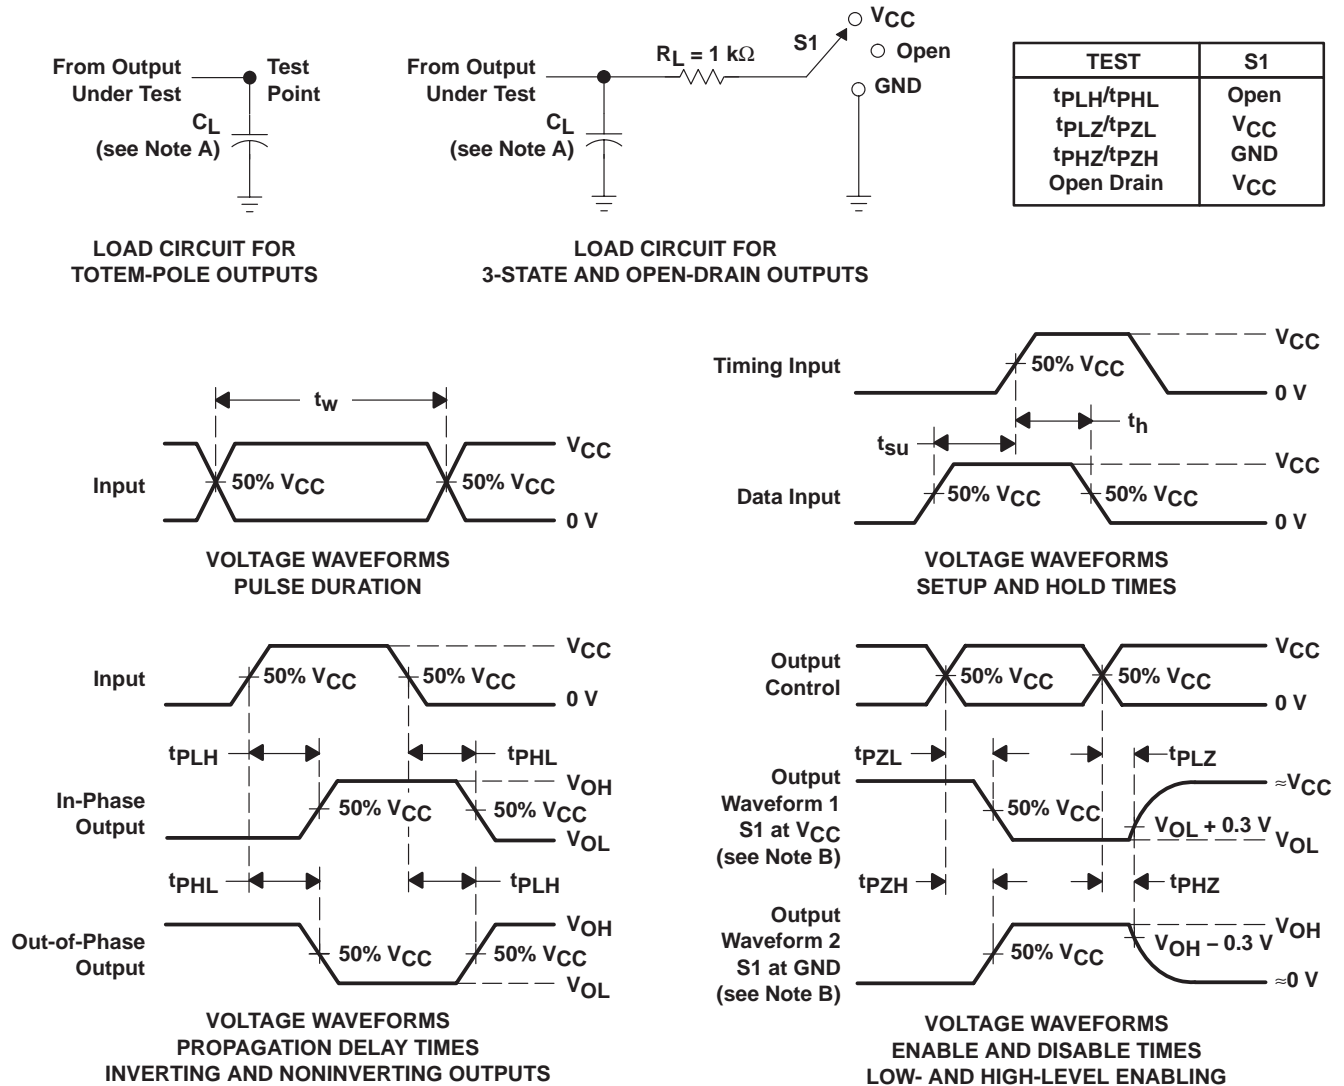 From Output
Under Test
Test
Point
CL
(see Note A)
LOAD CIRCUIT FOR
TOTEM-POLE OUTPUTS
From Output
Under Test
RL = 1 kΩ
S1
VCC
Open
GND
CL
(see Note A)
LOAD CIRCUIT FOR
3-STATE AND OPEN-DRAIN OUTPUTS
TEST S1
tPLH/tPHL Open
tPLZ/tPZL VCC
tPHZ/tPZH GND
Open Drain VCC
tw
Input
50% VCC
50% VCC
VCC
0 V
VOLTAGE WAVEFORMS
PULSE DURATION
Timing Input
50% VCC
VCC
0 V
tsu
th
Data Input
50% VCC
50% VCC
VCC
0 V
VOLTAGE WAVEFORMS
SETUP AND HOLD TIMES
Input
50% VCC
50% VCC
VCC
0 V
tPLH
tPHL
In-Phase
Output
50% VCC
50% VCC
VOH
VOL
tPHL
tPLH
Out-of-Phase
Output
50% VCC
50% VCC
VOH
VOL
VOLTAGE WAVEFORMS
PROPAGATION DELAY TIMES
INVERTING AND NONINVERTING OUTPUTS
Output
Control
50% VCC
50% VCC
VCC
0 V
tPZL
tPLZ
Output
Waveform 1
S1 at VCC
(see Note B)
50% VCC
≈VCC
VOL + 0.3 V
VOL
tPZH
tPHZ
Output
Waveform 2
S1 at GND
(see Note B)
50% VCC
VOH
VOH – 0.3 V
≈0 V
VOLTAGE WAVEFORMS
ENABLE AND DISABLE TIMES
LOW- AND HIGH-LEVEL ENABLING